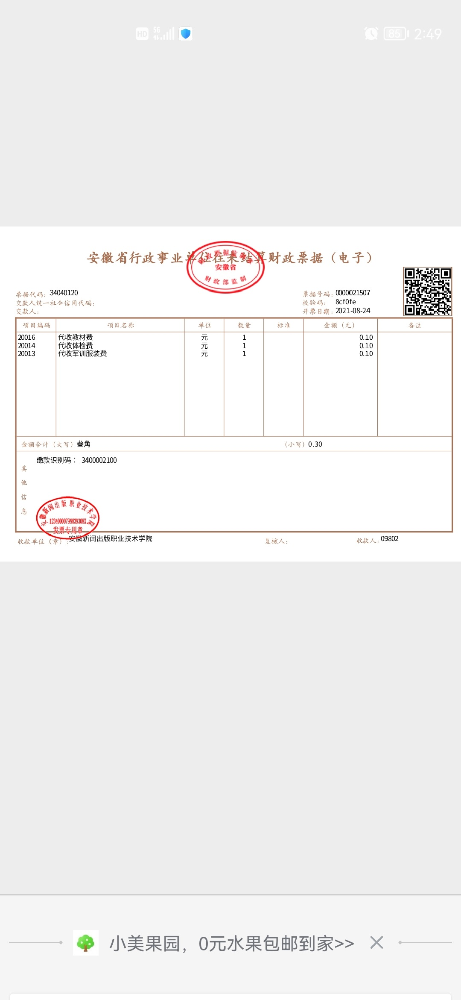 HD 5G 85 2:49
安徽省行政事业单位往来结算财政票据（电子）
财政票据监制章
安徽省
财政部监制
票据代码：34040120
票据号码：0000021507
交款人统一社会信用代码：
校验码： 8cf0fe
交款人：
开票日期：2021-08-24
项目编码 项目名称 单位 数量 标准 金额（元） 备注
20016 代收教材费 元 1 0.10
20014 代收体检费 元 1 0.10
20013 代收军训服装费 元 1 0.10
金额合计（大写）叁角 （小写）0.30
其他信息
缴款识别码： 3400002100
安徽新闻出版职业技术学院
12340000799839308X
发票专用章
收款单位（章）：安徽新闻出版职业技术学院 复核人： 收款人：09802
小美果园，0元水果包邮到家>>